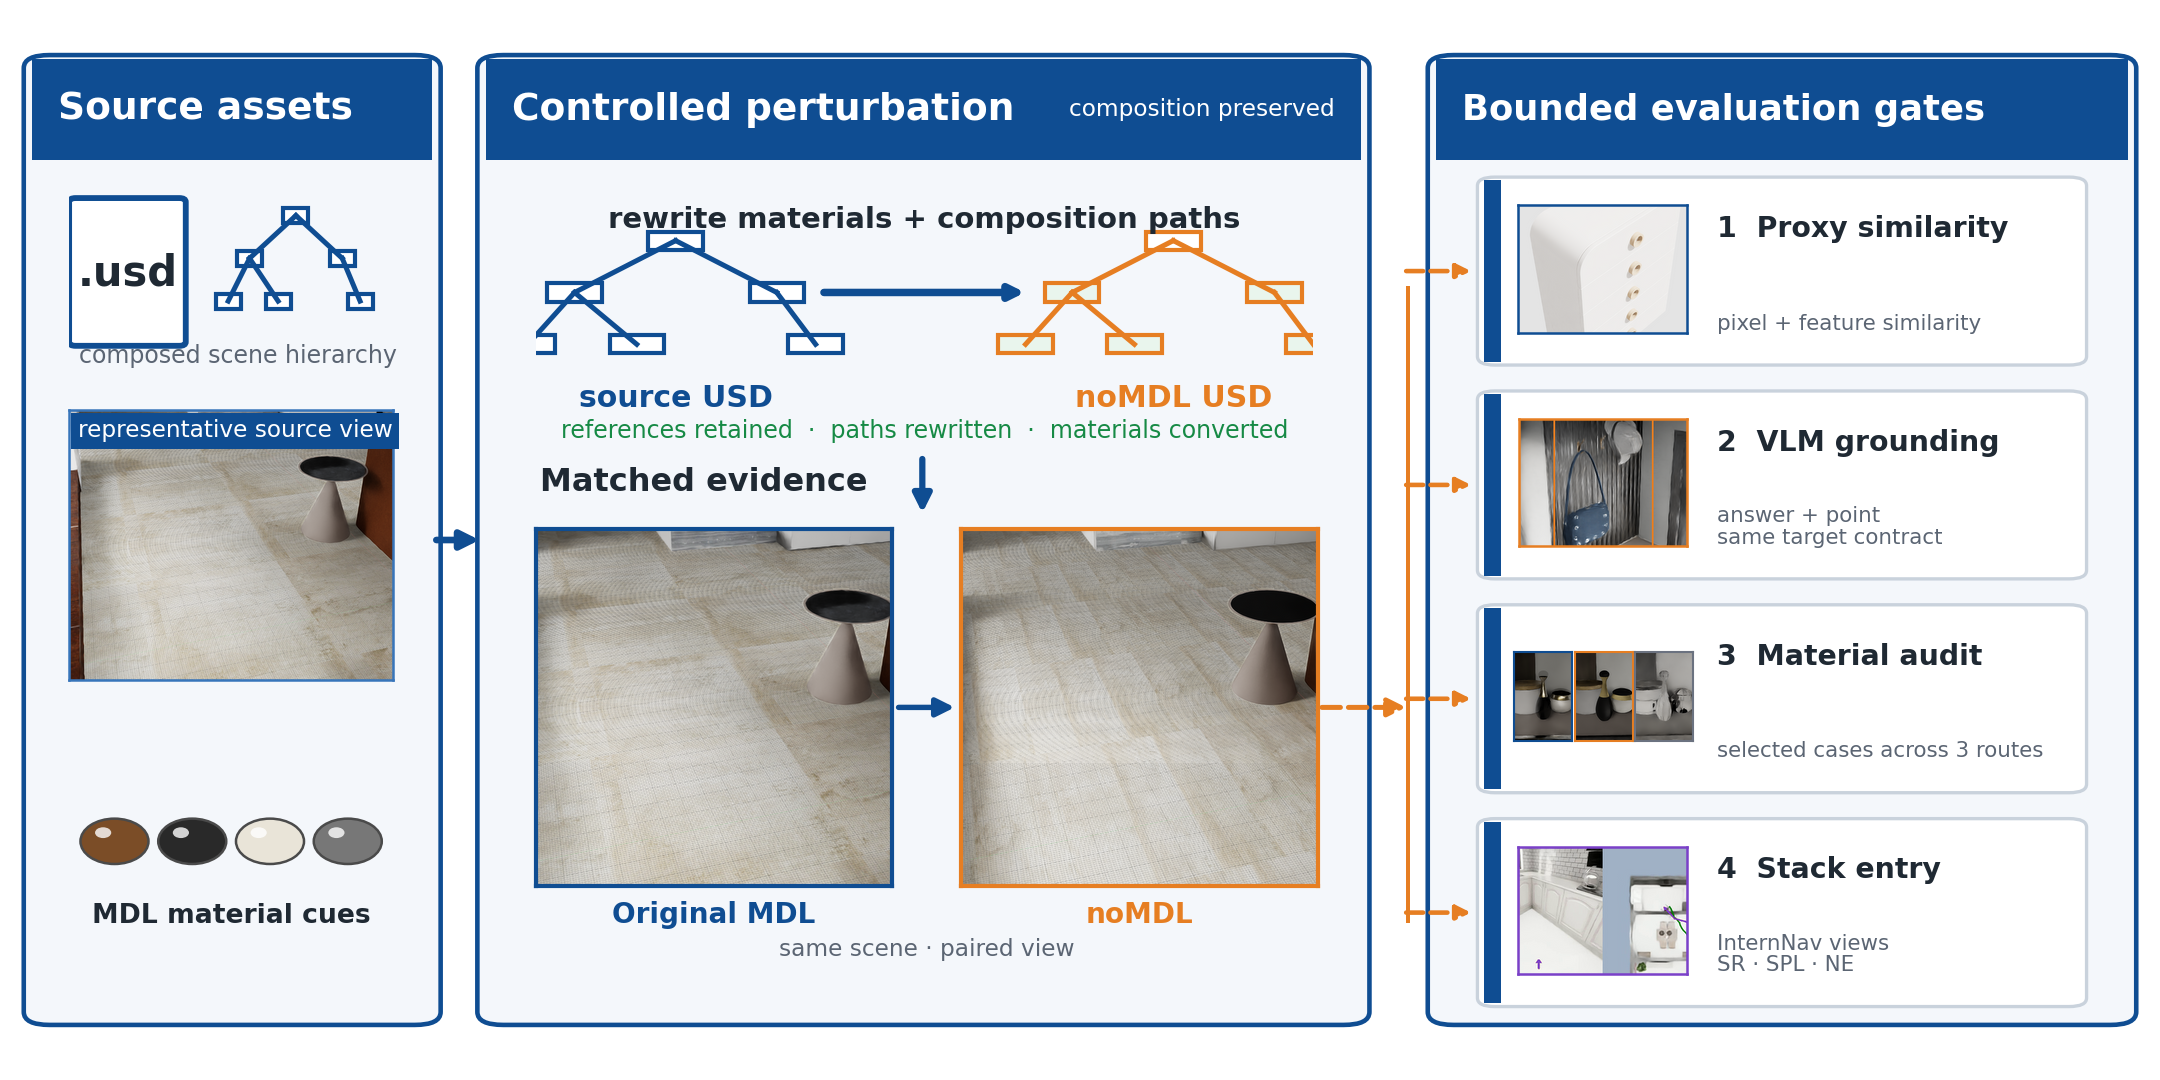 Source assets
.usd
composed scene hierarchy
representative source view
MDL material cues
Controlled perturbation
composition preserved
rewrite materials + composition paths
source USD
noMDL USD
references retained · paths rewritten · materials converted
Matched evidence
Original MDL
noMDL
same scene · paired view
Bounded evaluation gates
1 Proxy similarity
pixel + feature similarity
2 VLM grounding
answer + point
same target contract
3 Material audit
selected cases across 3 routes
4 Stack entry
InternNav views
SR · SPL · NE